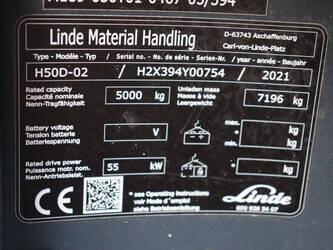 Linde Material Handling
D-63743 Aschaffenburg
Carl-von-Linde-Platz
Type - Modèle - Typ / Serial no. - No. de série - Serien-Nr. / year - année - Baujahr
H50D-02 / H2X394Y00754 / 2021
Rated capacity
Capacité nominale
Nenn-Tragfähigkeit
5000 kg
Unladen mass
Masse à vide
Leergewicht
7196 kg
Battery voltage
Tension batterie
Batteriespannung
V
max. kg
min. kg
Rated drive power
Puissance motr. nom.
Nenn-Antriebsleist.
55 kW
kg
CE
see Operating instructions
voir Mode d'emploi
siehe Betriebsanleitung
Linde